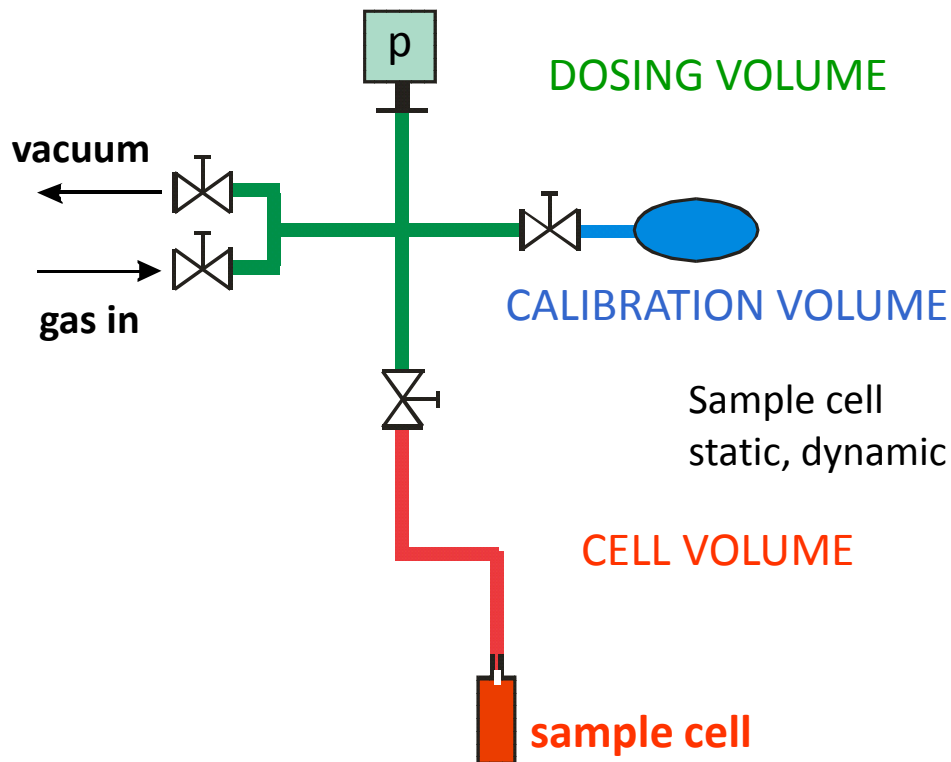 p
DOSING VOLUME
vacuum
gas in
CALIBRATION VOLUME
Sample cell
static, dynamic
CELL VOLUME
sample cell